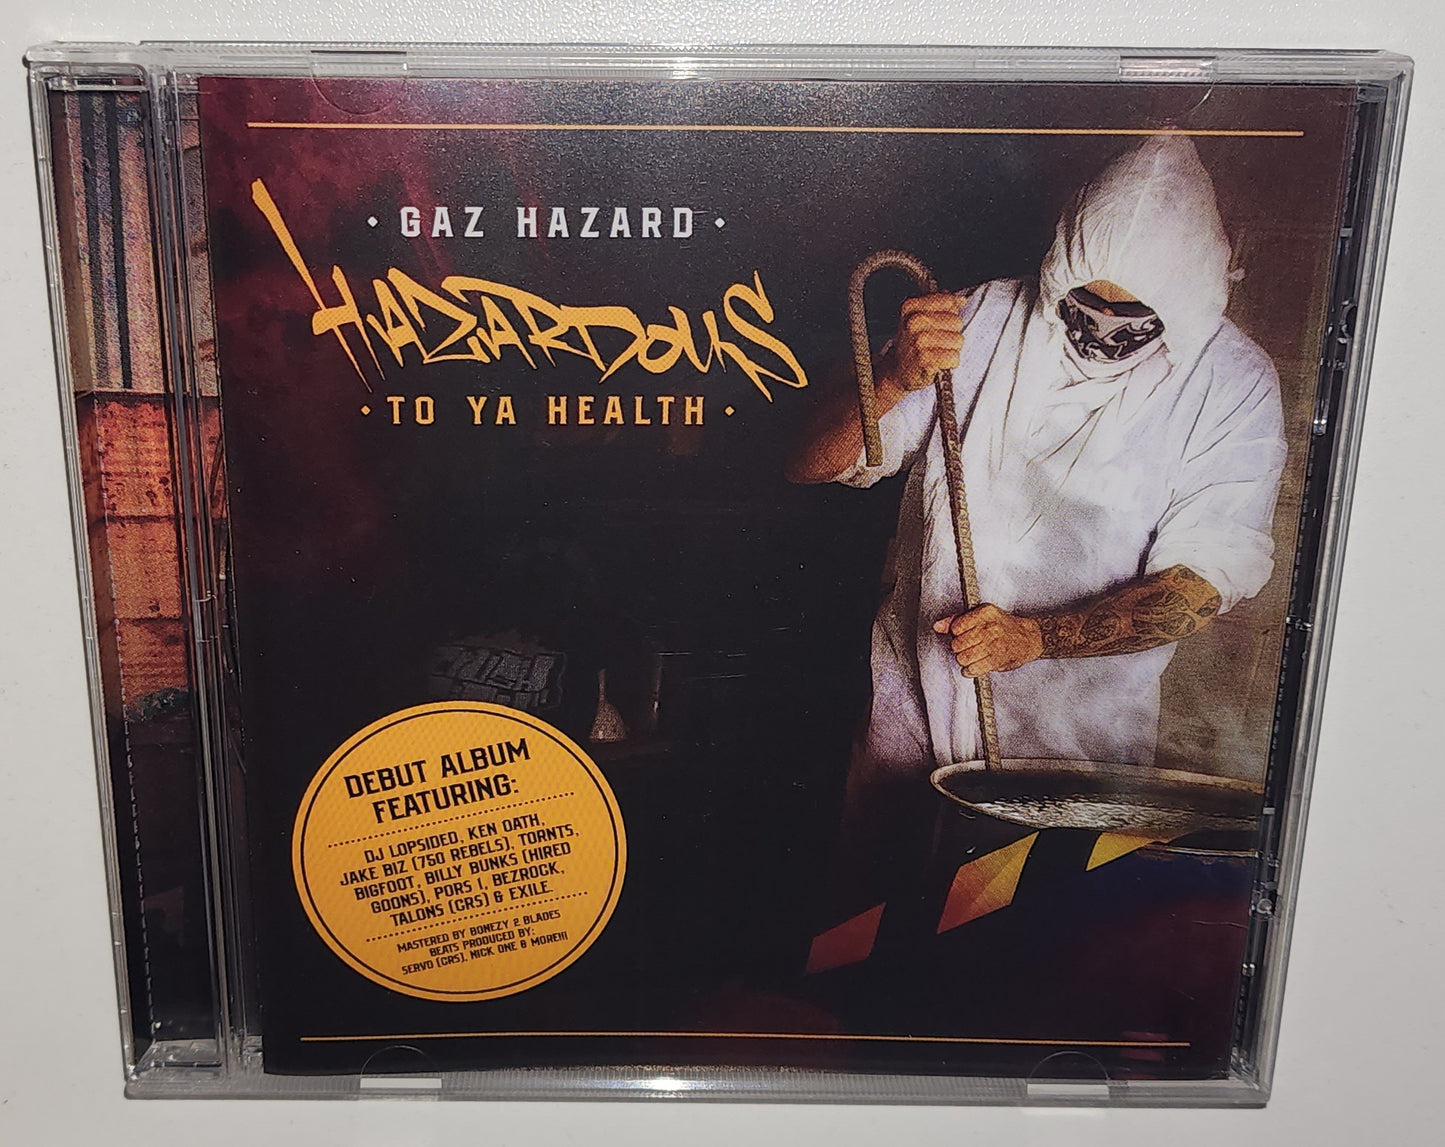 · GAZ HAZARD ·
HAZARDOUS
· TO YA HEALTH ·
DEBUT ALBUM
FEATURING:
DJ LOPSIDED, KEN OATH,
JAKE BIZ (750 REBELS), TORNTS,
BIGFOOT, BILLY BUNKS (HIRED
GOONS), PORS 1, BEZROCK,
TALONS (CRS) & EXILE.
MASTERED BY BONEZY 2 BLADES
BEATS PRODUCED BY:
SERVO (CRS), NICK ONE & MORE!!!